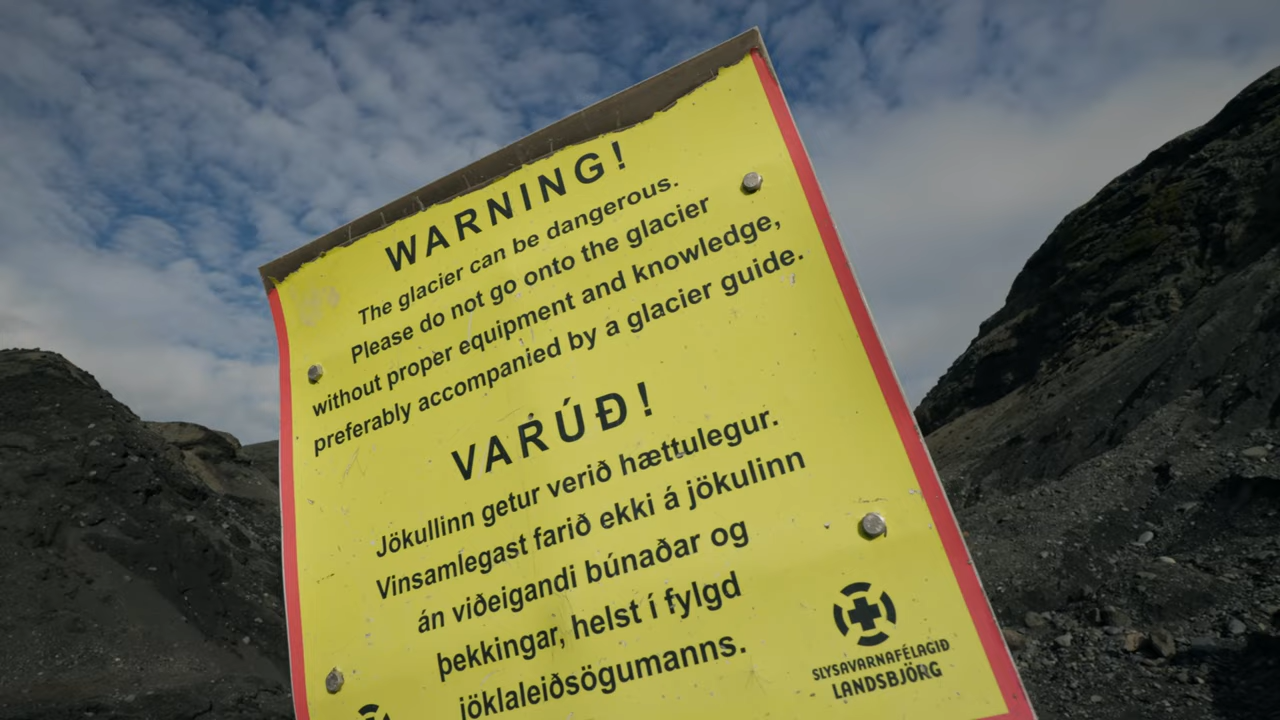 WARNING!
The glacier can be dangerous.
Please do not go onto the glacier
without proper equipment and knowledge,
preferably accompanied by a glacier guide.
VARÚÐ!
Jökullinn getur verið hættulegur.
Vinsamlegast farið ekki á jökulinn
án viðeigandi búnaðar og
þekkingar, helst í fylgd
jöklaleiðsögumanns.
SLYSAVARNAFÉLAGIÐ
LANDSBJÖRG